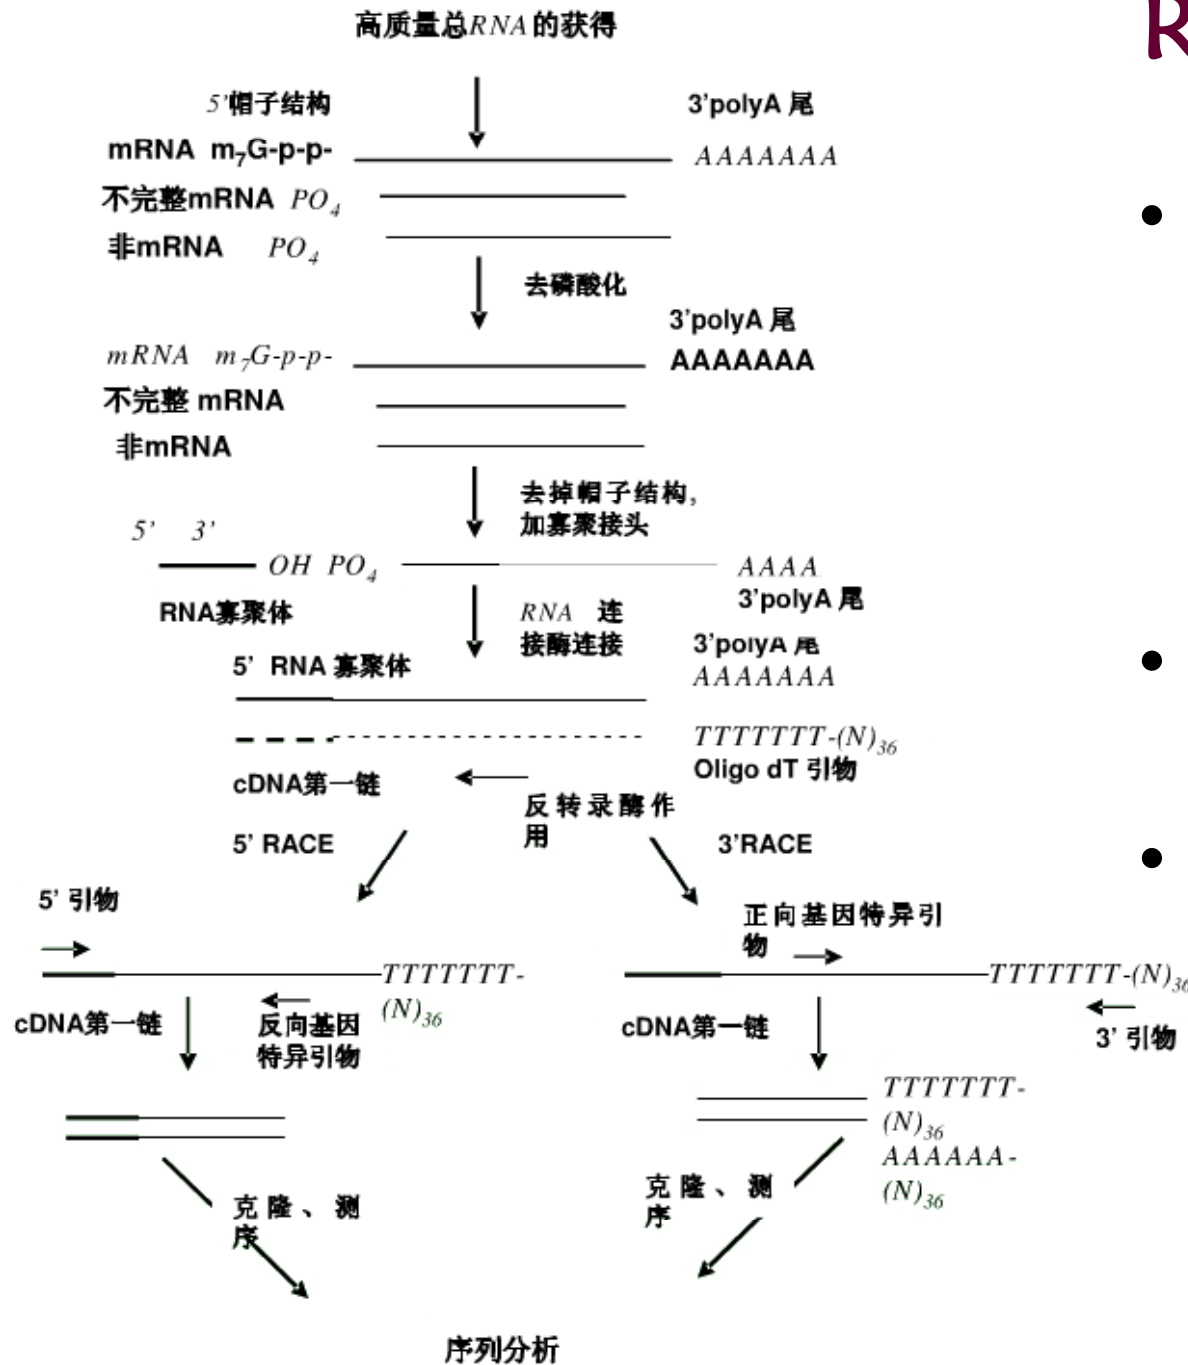 高质量总RNA的获得
R
5'帽子结构
3'polyA 尾
mRNA m7G-p-p-
AAAAAAA
不完整mRNA PO4
非mRNA PO4
去磷酸化
3'polyA 尾
mRNA m7G-p-p-
AAAAAAA
不完整 mRNA
非mRNA
去掉帽子结构,
加寡聚接头
5' 3'
OH PO4
AAAA
3'polyA 尾
RNA寡聚体
RNA 连
接酶连接
3'polyA 尾
5' RNA 寡聚体
AAAAAAA
TTTTTTT-(N)36
Oligo dT 引物
cDNA第一链
反转录酶作
用
5' RACE
3'RACE
5' 引物
正向基因特异引
物
TTTTTTT-
(N)36
TTTTTTT-(N)36
cDNA第一链
反向基因
特异引物
cDNA第一链
3' 引物
TTTTTTT-
(N)36
AAAAAA-
(N)36
克隆、测
序
克隆、测
序
序列分析